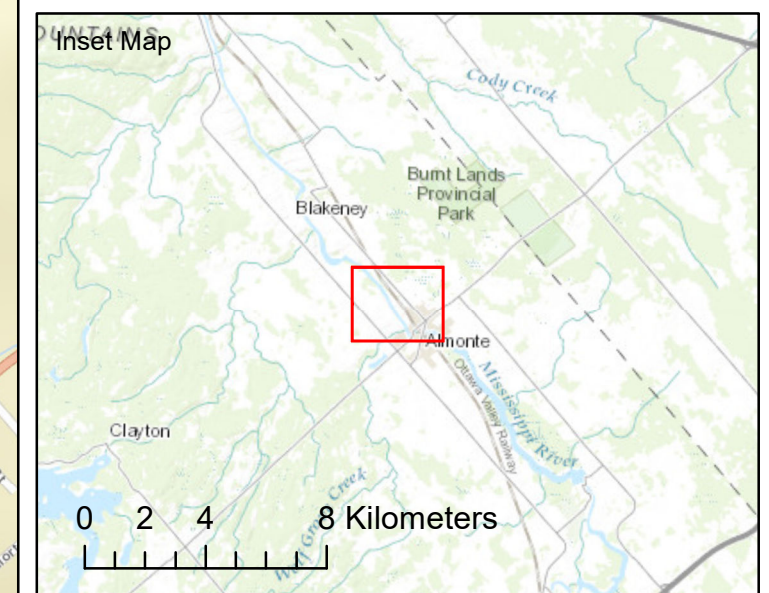 OUNTAINS
Inset Map
Cody Creek
Burnt Lands
Provincial
Park
Blakeney
Almonte
Mississippi River
Ottawa Valley Railway
Clayton
Creek
0 2 4 8 Kilometers